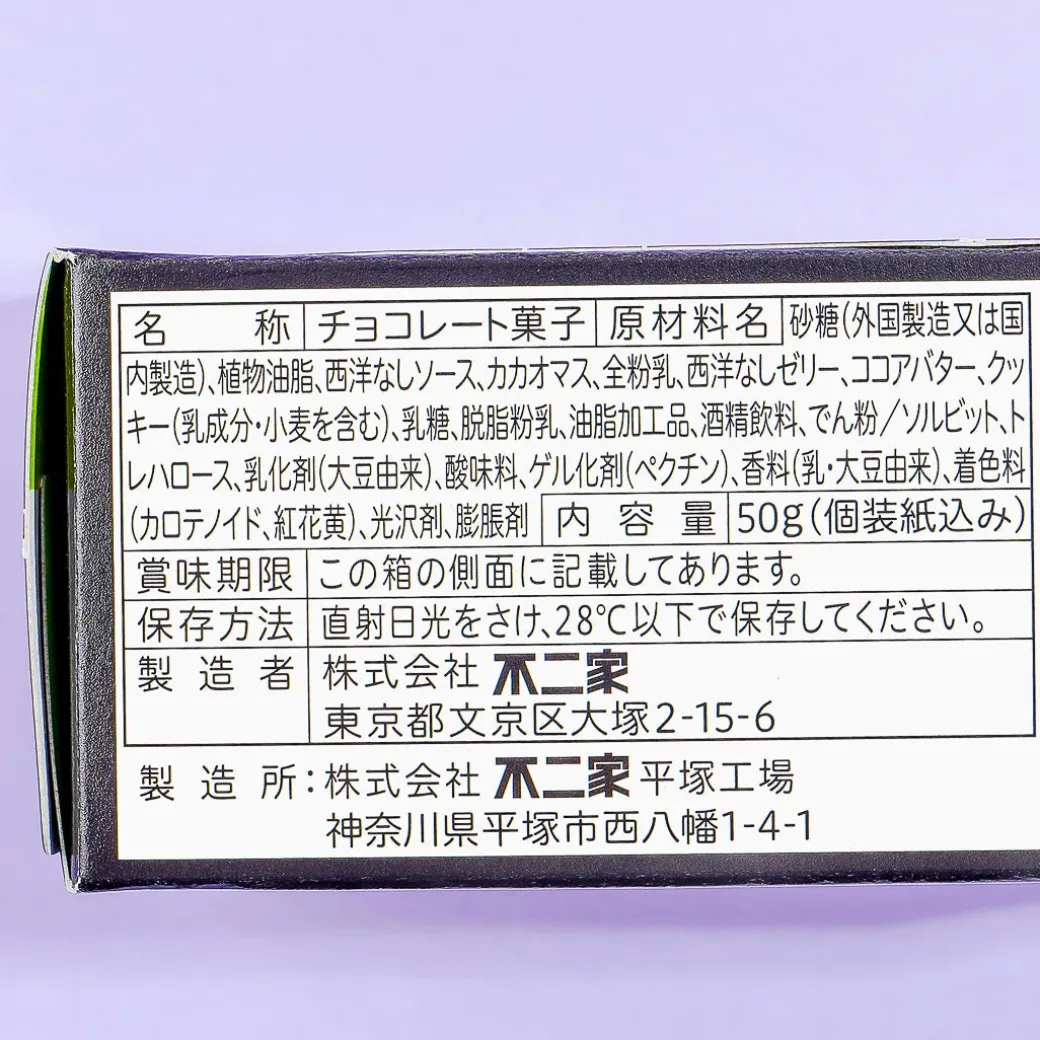 名称 チョコレート菓子 原材料名 砂糖(外国製造又は国
内製造)、植物油脂、西洋なしソース、カカオマス、全粉乳、西洋なしゼリー、ココアバター、クッ
キー(乳成分・小麦を含む)、乳糖、脱脂粉乳、油脂加工品、酒精飲料、でん粉/ソルビット、ト
レハロース、乳化剤(大豆由来)、酸味料、ゲル化剤(ペクチン)、香料(乳・大豆由来)、着色料
(カロテノイド、紅花黄)、光沢剤、膨脹剤 内容量 50g(個装紙込み)
賞味期限 この箱の側面に記載してあります。
保存方法 直射日光をさけ、28℃以下で保存してください。
製造者 株式会社 不二家
東京都文京区大塚2-15-6
製造所:株式会社 不二家 平塚工場
神奈川県平塚市西八幡1-4-1